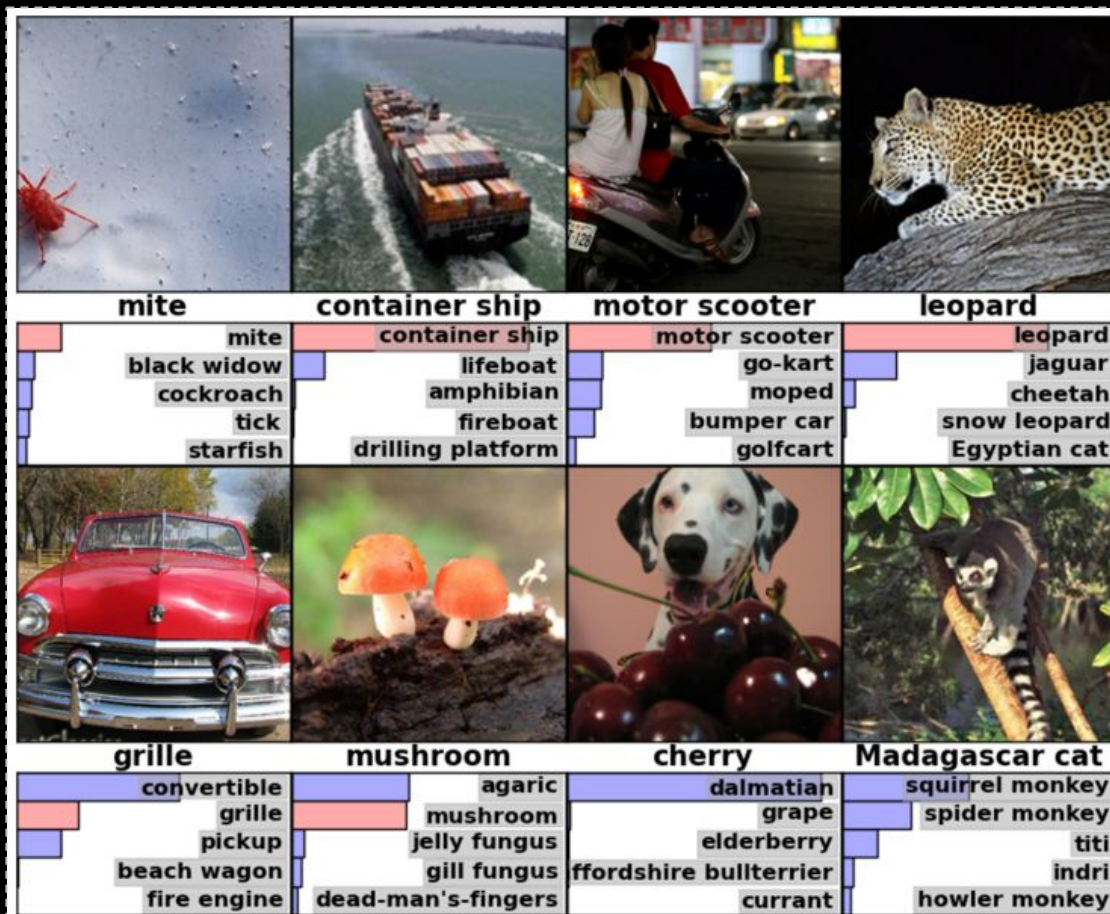 mite
container ship
motor scooter
leopard
mite
black widow
cockroach
tick
starfish
container ship
lifeboat
amphibian
fireboat
drilling platform
motor scooter
go-kart
moped
bumper car
golfcart
leopard
jaguar
cheetah
snow leopard
Egyptian cat
grille
mushroom
cherry
Madagascar cat
convertible
grille
pickup
beach wagon
fire engine
agaric
mushroom
jelly fungus
gill fungus
dead-man's-fingers
dalmatian
grape
elderberry
ffordshire bullterrier
currant
squirrel monkey
spider monkey
titi
indri
howler monkey